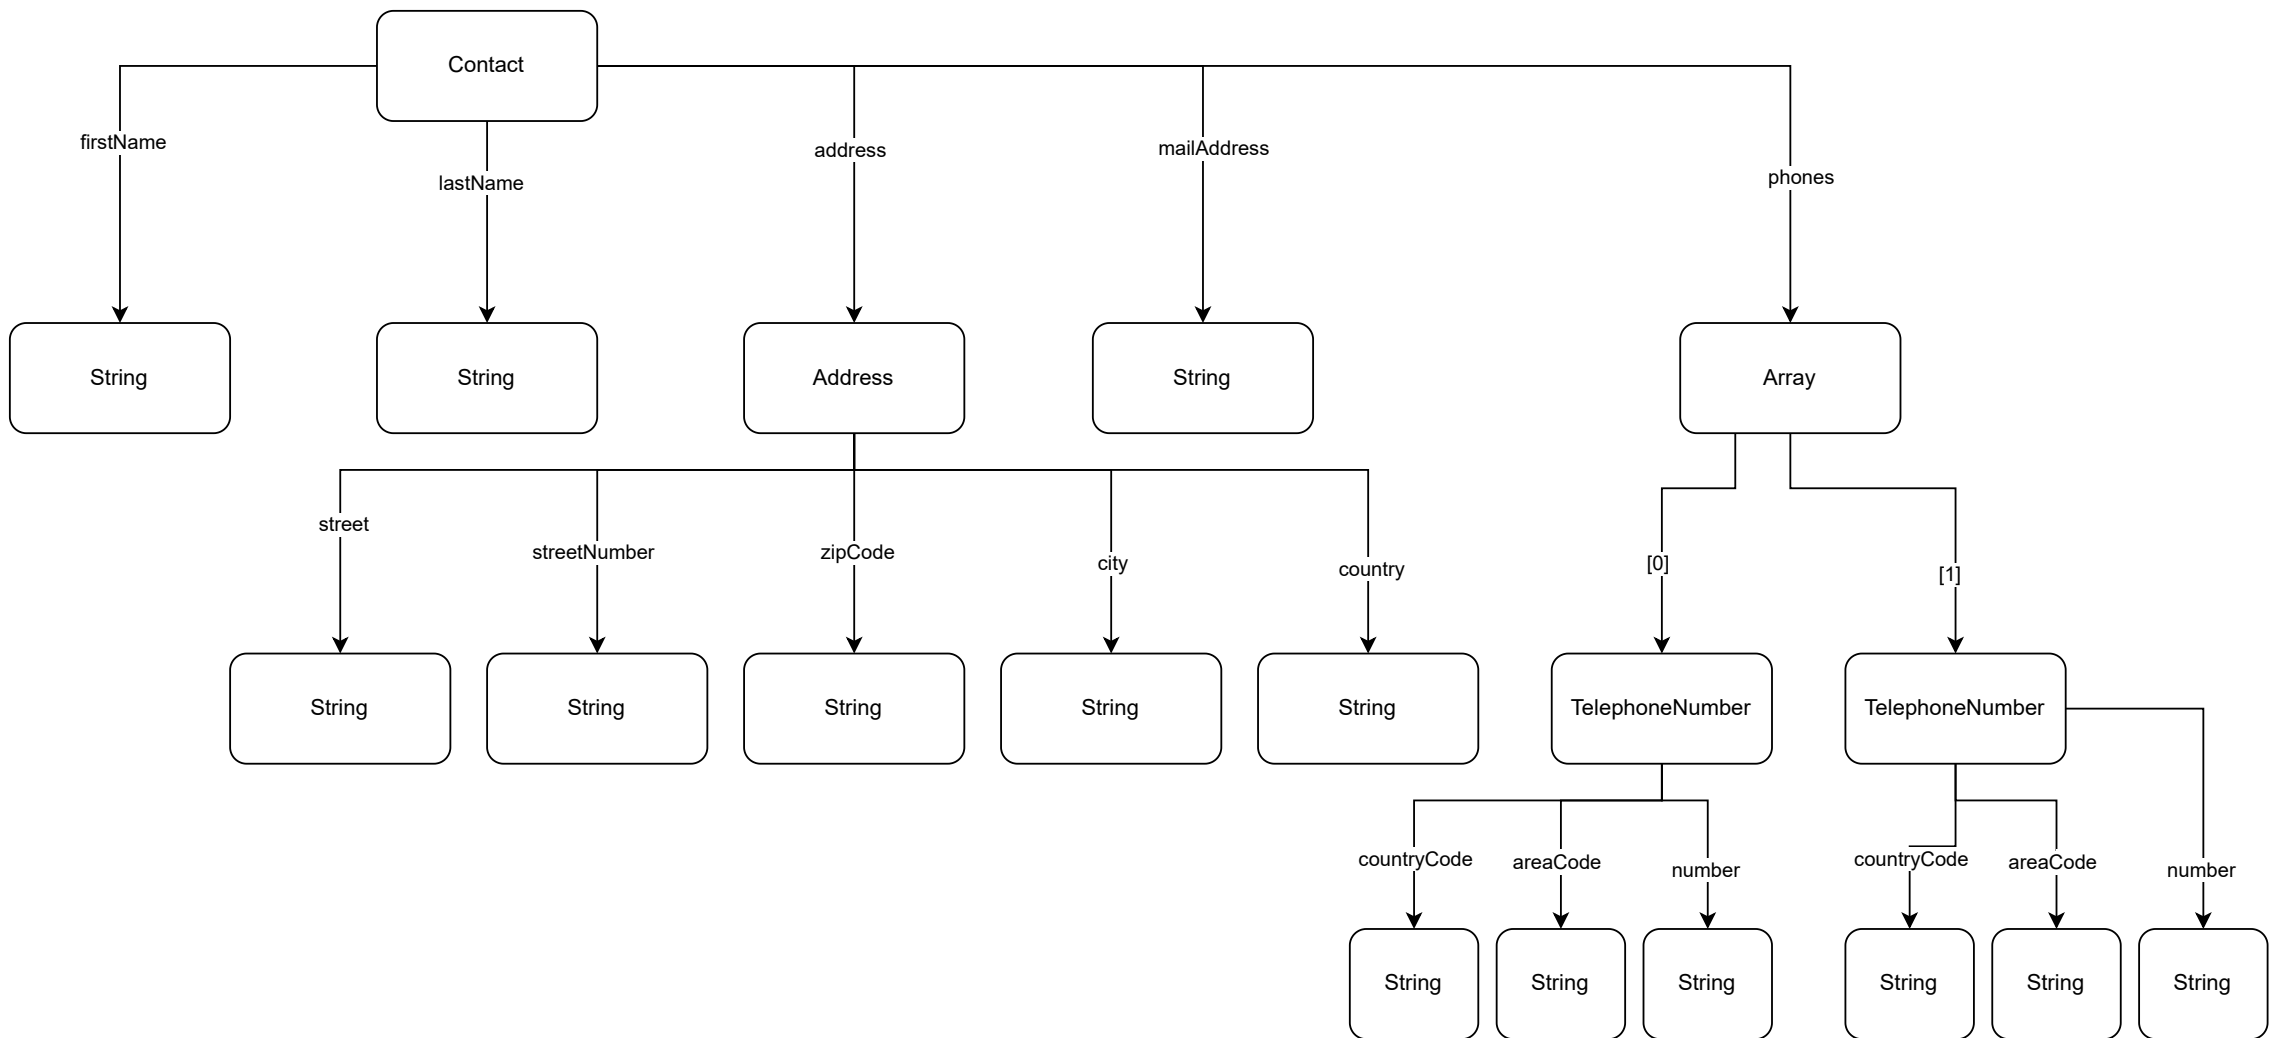 Contact
firstName
lastName
address
mailAddress
phones
String
String
Address
String
Array
street
streetNumber
zipCode
city
country
[0]
[1]
String
String
String
String
String
TelephoneNumber
TelephoneNumber
countryCode
areaCode
number
countryCode
areaCode
number
String
String
String
String
String
String